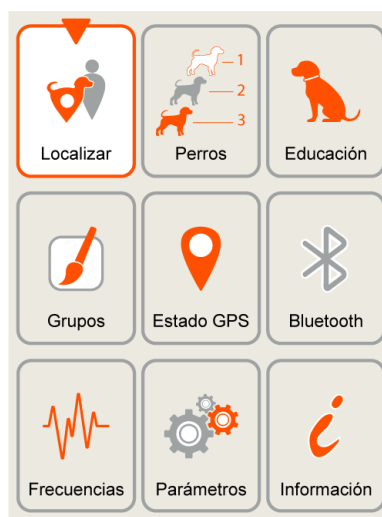 1
2
3
Localizar
Perros
Educación
Grupos
Estado GPS
Bluetooth
Frecuencias
Parámetros
Información